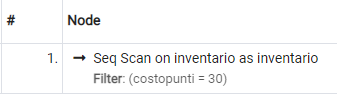 # Node
1. → Seq Scan on inventario as inventario
Filter: (costopunti = 30)